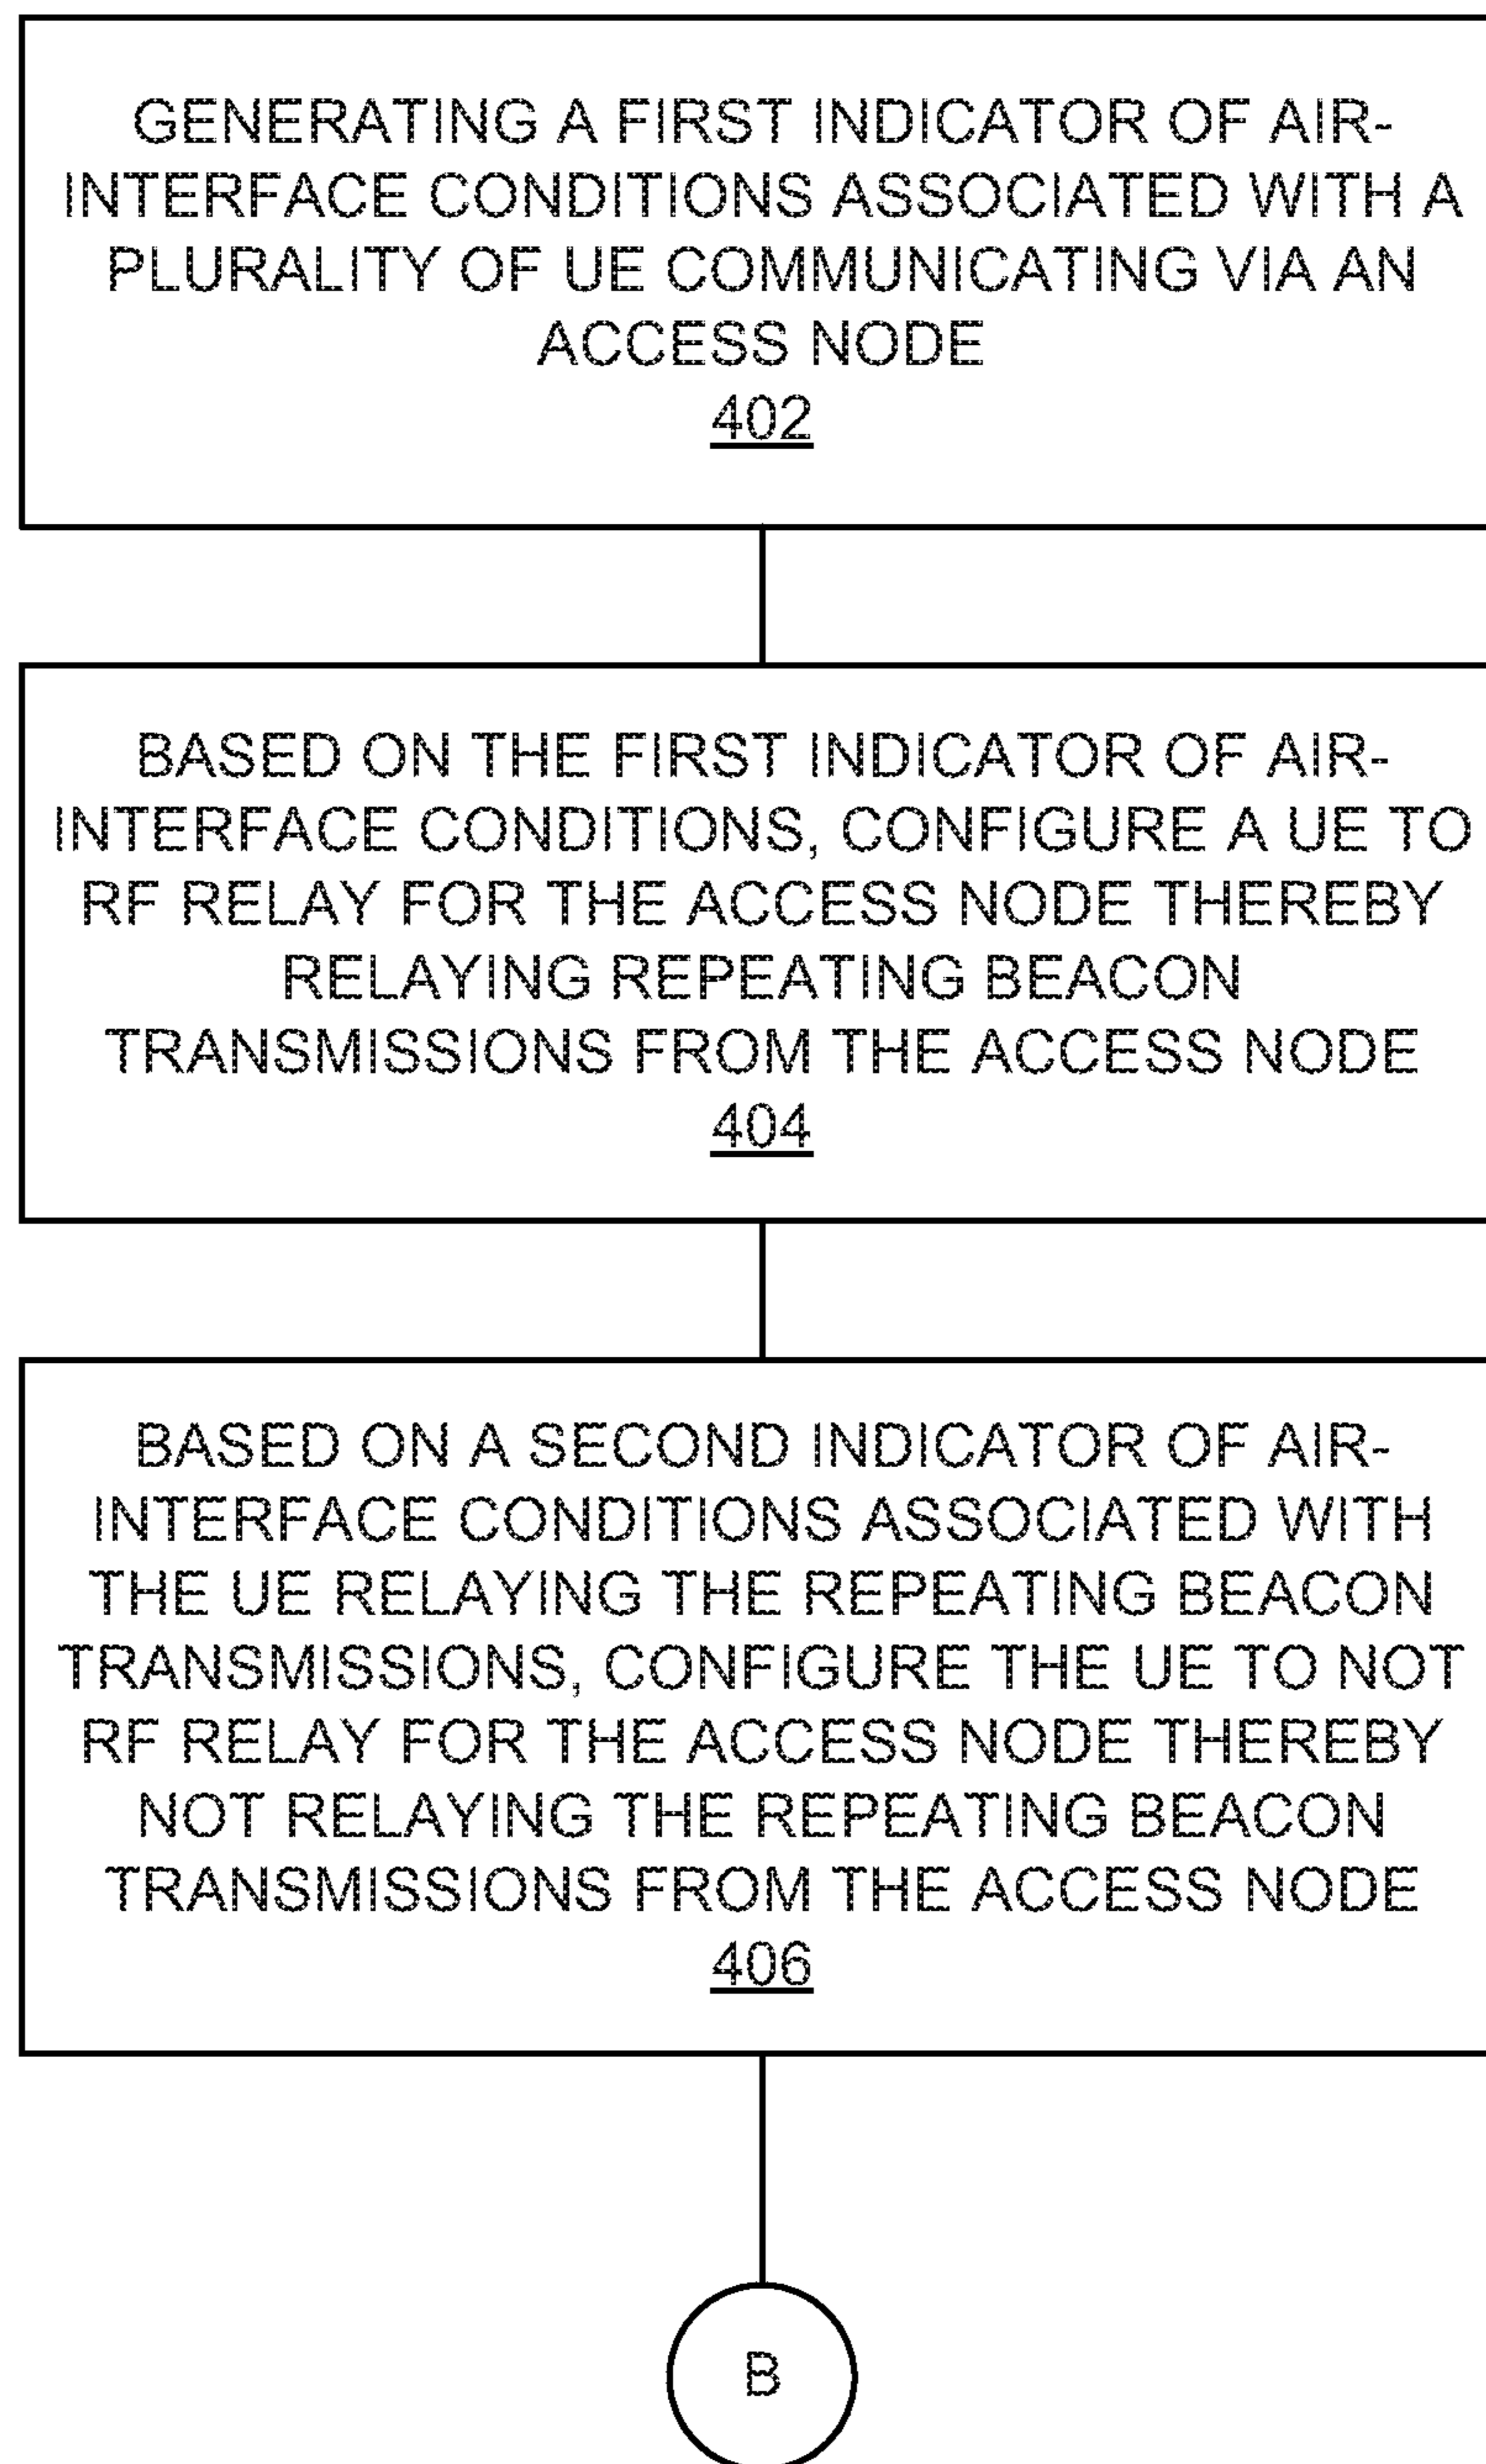 GENERATING A FIRST INDICATOR OF AIR-
INTERFACE CONDITIONS ASSOCIATED WITH A
PLURALITY OF UE COMMUNICATING VIA AN
ACCESS NODE
402
BASED ON THE FIRST INDICATOR OF AIR-
INTERFACE CONDITIONS, CONFIGURE A UE TO
RF RELAY FOR THE ACCESS NODE THEREBY
RELAYING REPEATING BEACON
TRANSMISSIONS FROM THE ACCESS NODE
404
BASED ON A SECOND INDICATOR OF AIR-
INTERFACE CONDITIONS ASSOCIATED WITH
THE UE RELAYING THE REPEATING BEACON
TRANSMISSIONS, CONFIGURE THE UE TO NOT
RF RELAY FOR THE ACCESS NODE THEREBY
NOT RELAYING THE REPEATING BEACON
TRANSMISSIONS FROM THE ACCESS NODE
406
B